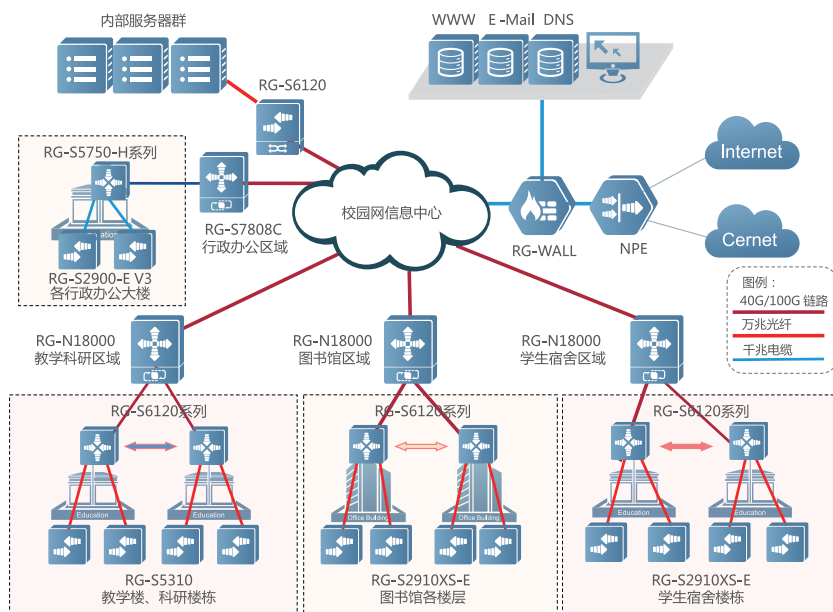 内部服务器群
WWW E-Mail DNS
RG-S6120
RG-S5750-H系列
Education
RG-S2900-E V3
各行政办公大楼
RG-S7808C
行政办公区域
校园网信息中心
RG-WALL
NPE
Internet
Cernet
图例：
40G/100G 链路
万兆光纤
千兆电缆
RG-N18000
教学科研区域
RG-N18000
图书馆区域
RG-N18000
学生宿舍区域
RG-S6120系列
Education
Education
RG-S5310
教学楼、科研楼栋
RG-S6120系列
Office Building
Office Building
RG-S2910XS-E
图书馆各楼层
RG-S6120系列
Education
Education
RG-S2910XS-E
学生宿舍楼栋